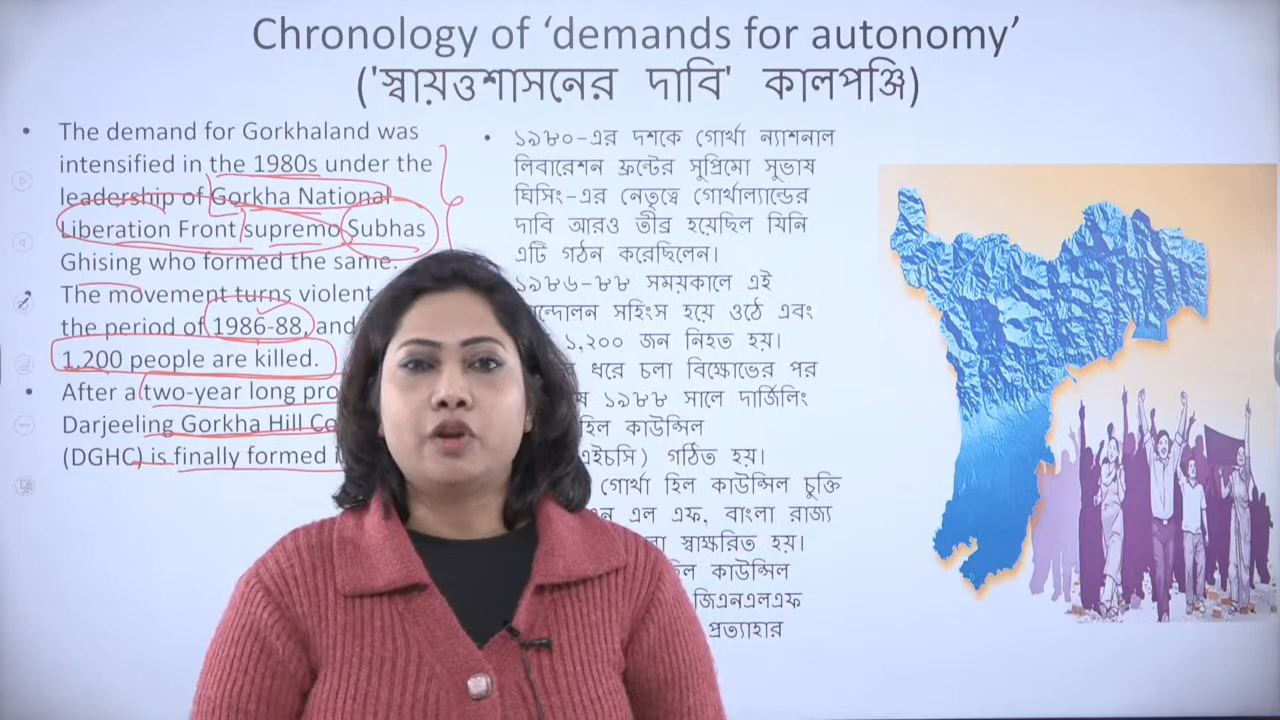 Chronology of ‘demands for autonomy’
('স্বায়ত্তশাসনের দাবি' কালপঞ্জি)
• The demand for Gorkhaland was
intensified in the 1980s under the
leadership of Gorkha National
Liberation Front supremo Subhas
Ghising who formed the same.
The movement turns violent
the period of 1986-88, and
1,200 people are killed.
• After a two-year long
Darjeeling Gorkha Hill
(DGHC) is finally formed
• ১৯৮০-এর দশকে গোর্খা ন্যাশনাল
লিবারেশন ফ্রন্টের সুপ্রিমো সুভাষ
ঘিসিং-এর নেতৃত্বে গোর্খাল্যান্ডের
দাবি আরও তীব্র হয়েছিল যিনি
এটি গঠন করেছিলেন।
১৯৮৬-৮৮ সময়কালে এই
সহিংস হয়ে ওঠে এবং
১,২০০ জন নিহত হয়।
ধরে চলা বিক্ষোভের পর
১৯৮৮ সালে দার্জিলিং
হিল কাউন্সিল
গঠিত হয়।
গোর্খা হিল কাউন্সিল চুক্তি
এল এফ, বাংলা রাজ্য
স্বাক্ষরিত হয়।
কাউন্সিল
জিএনএলএফ
প্রত্যাহার